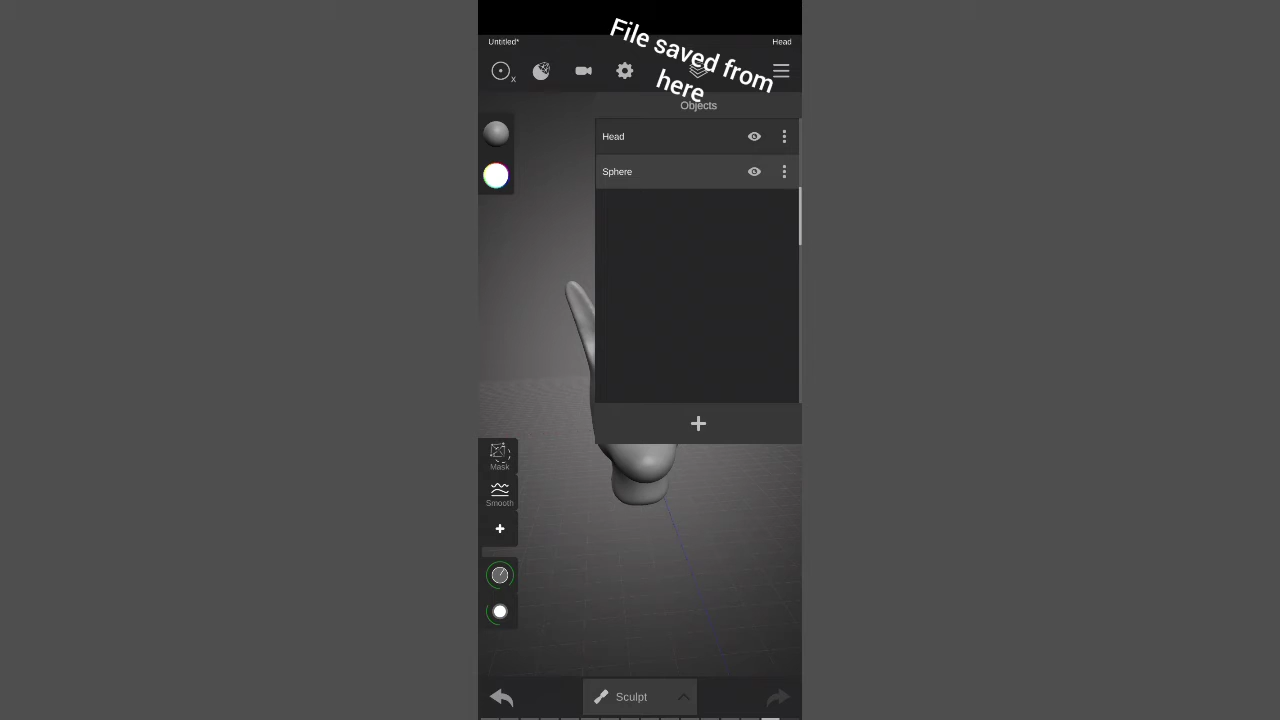 File saved from
here
Untitled*
Head
x
Objects
Head
Sphere
Mask
Smooth
Sculpt